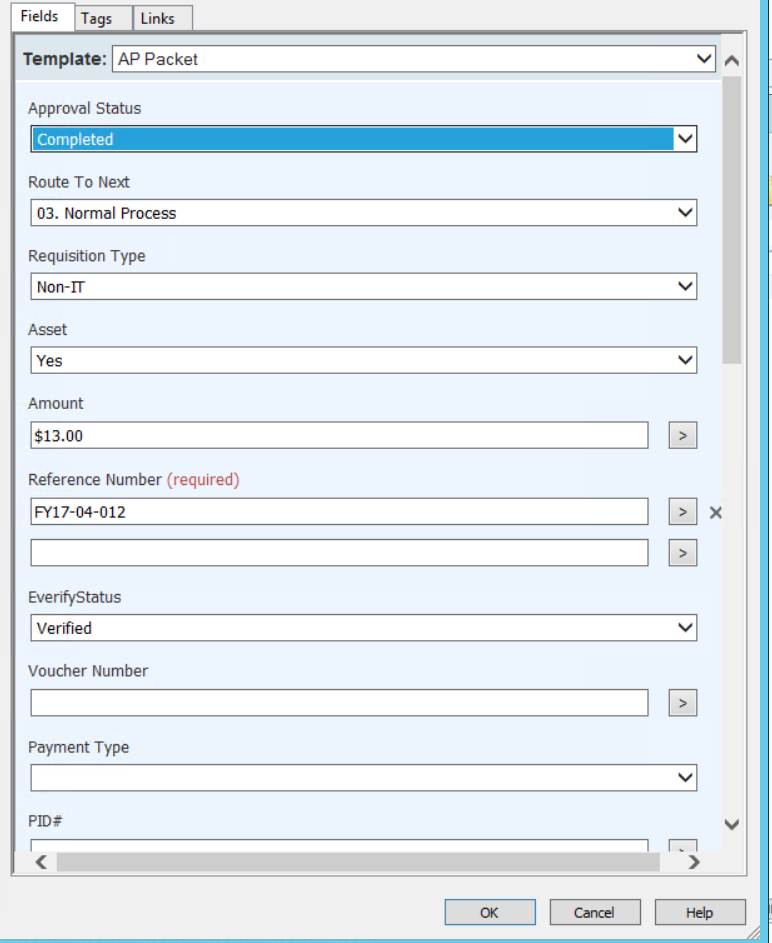 Fields Tags Links
Template: AP Packet
Approval Status
Completed
Route To Next
03. Normal Process
Requisition Type
Non-IT
Asset
Yes
Amount
$13.00 >
Reference Number (required)
FY17-04-012 >
>
EverifyStatus
Verified
Voucher Number
>
Payment Type
PID#
OK Cancel Help